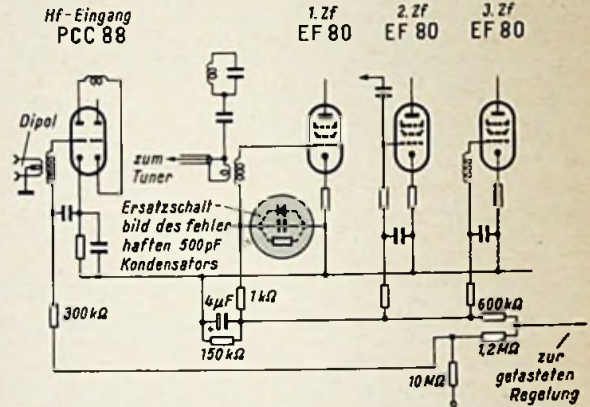 Hf-Eingang
PCC 88
1. Zf
EF 80
2. Zf
EF 80
3. Zf
EF 80
Dipol
zum
Tuner
Ersatzschalt-
bild des fehler
haften 500pF
Kondensators
300kΩ
4µF
+
150kΩ
1kΩ
600kΩ
1,2MΩ
10MΩ
zur
getasteten
Regelung